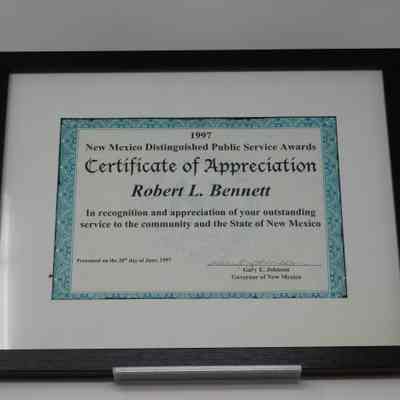 1997
New Mexico Distinguished Public Service Awards
Certificate of Appreciation
Robert L. Bennett
In recognition and appreciation of your outstanding
service to the community and the State of New Mexico
Presented on the 20th day of June, 1997
Gary E. Johnson
Governor of New Mexico